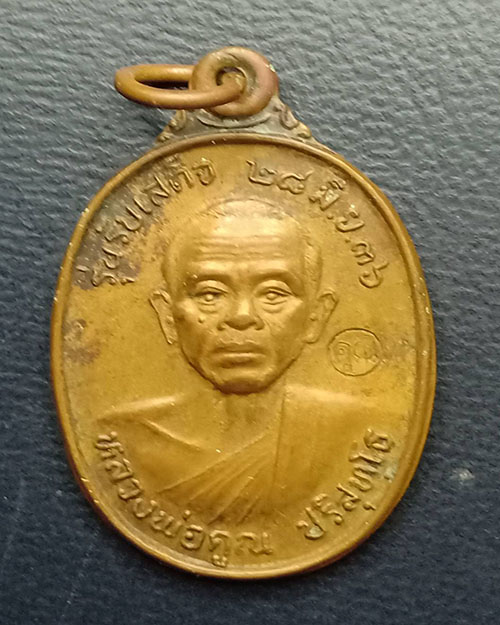 รุ่นรับเสด็จ ๒๘ มิ.ย.๓๖
คูณ
หลวงพ่อคูณ ปริสุทฺโธ